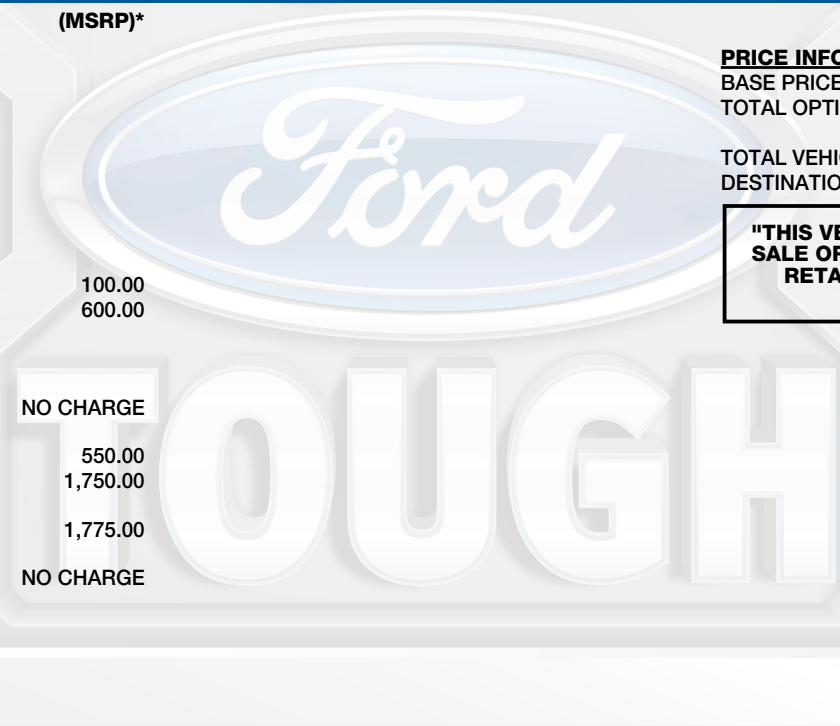 (MSRP)*
PRICE INFO
BASE PRICE
TOTAL OPTI
TOTAL VEHI
DESTINATIO
"THIS VE
SALE OR
RETA
Ford
100.00
600.00
TOUGH
NO CHARGE
550.00
1,750.00
1,775.00
NO CHARGE